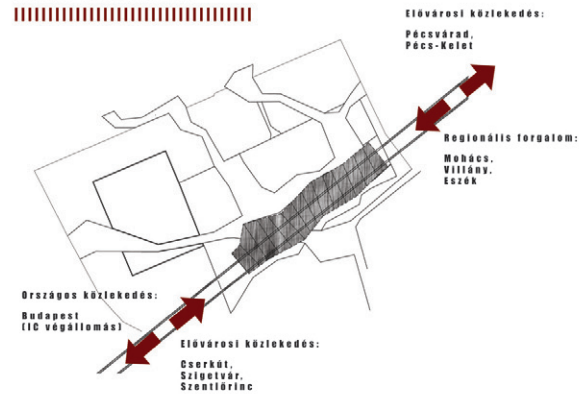 Elővárosi közlekedés:
Pécsvárad,
Pécs-Kelet
Regionális forgalom:
Mohács,
Villány,
Eszék
Országos közlekedés:
Budapest
(IC végállomás)
Elővárosi közlekedés:
Cserkút,
Szigetvár,
Szentlőrinc